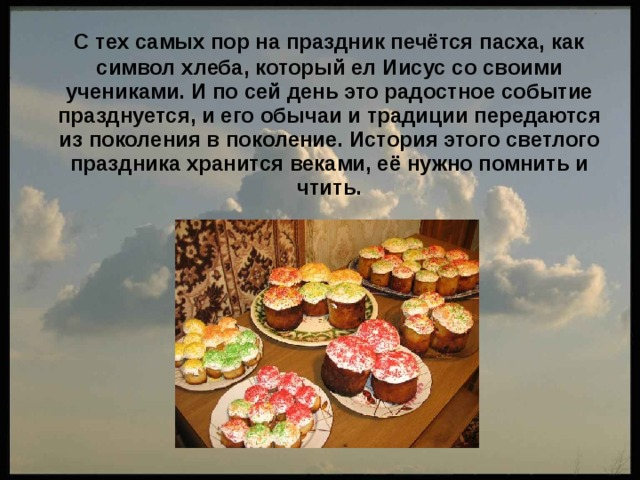 С тех самых пор на праздник печётся пасха, как
символ хлеба, который ел Иисус со своими
учениками. И по сей день это радостное событие
празднуется, и его обычаи и традиции передаются
из поколения в поколение. История этого светлого
праздника хранится веками, её нужно помнить и
чтить.